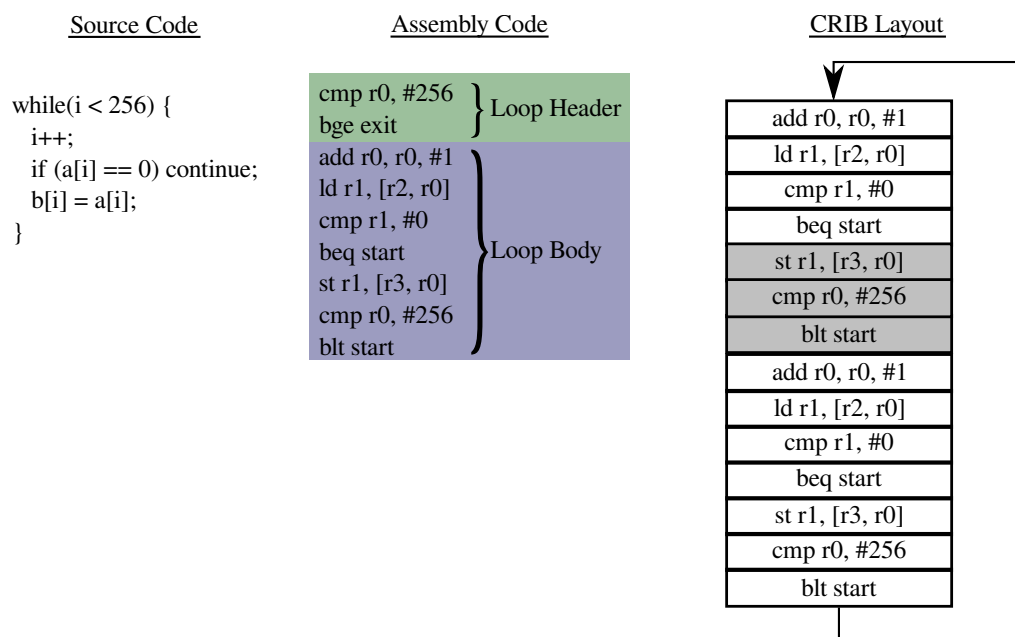 Source Code
while(i < 256) {
i++;
if (a[i] == 0) continue;
b[i] = a[i];
}
Assembly Code
cmp r0, #256
bge exit
Loop Header
add r0, r0, #1
ld r1, [r2, r0]
cmp r1, #0
beq start
st r1, [r3, r0]
cmp r0, #256
blt start
Loop Body
CRIB Layout
add r0, r0, #1
ld r1, [r2, r0]
cmp r1, #0
beq start
st r1, [r3, r0]
cmp r0, #256
blt start
add r0, r0, #1
ld r1, [r2, r0]
cmp r1, #0
beq start
st r1, [r3, r0]
cmp r0, #256
blt start